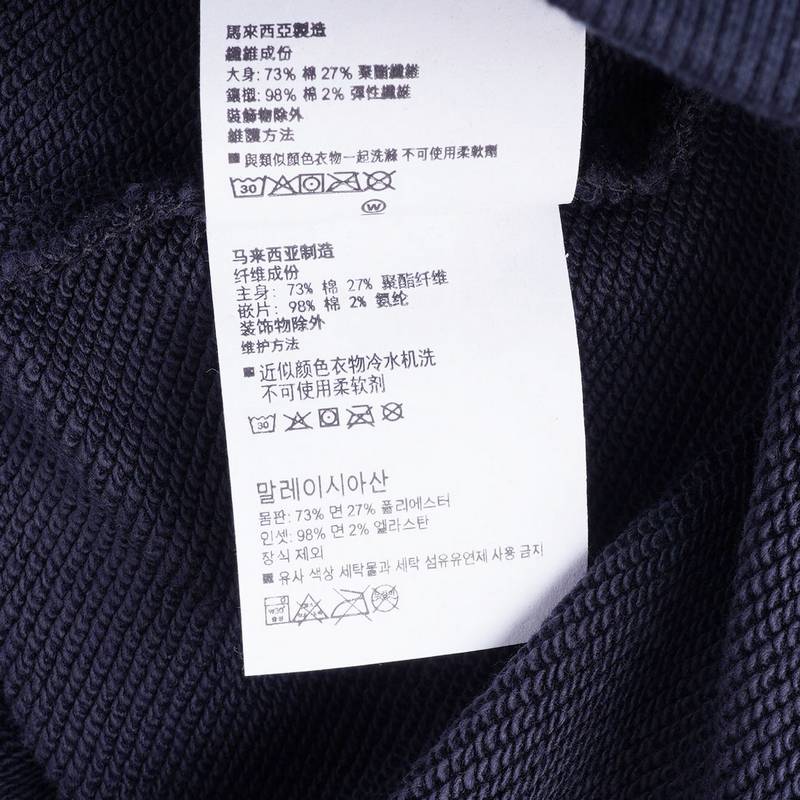 馬來西亞製造
纖維成份
大身: 73% 棉 27% 聚酯纖維
鑲撳: 98% 棉 2% 彈性纖維
裝飾物除外
維護方法
與類似顏色衣物一起洗滌 不可使用柔軟劑
30
W
马来西亚制造
纤维成份
主身: 73% 棉 27% 聚酯纤维
嵌片: 98% 棉 2% 氨纶
装饰物除外
维护方法
近似颜色衣物冷水机洗
不可使用柔软剂
30
말레이시아산
몸판: 73% 면 27% 폴리에스터
인셋: 98% 면 2% 엘라스탄
장식 제외
유사 색상 세탁물과 세탁 섬유유연제 사용 금지